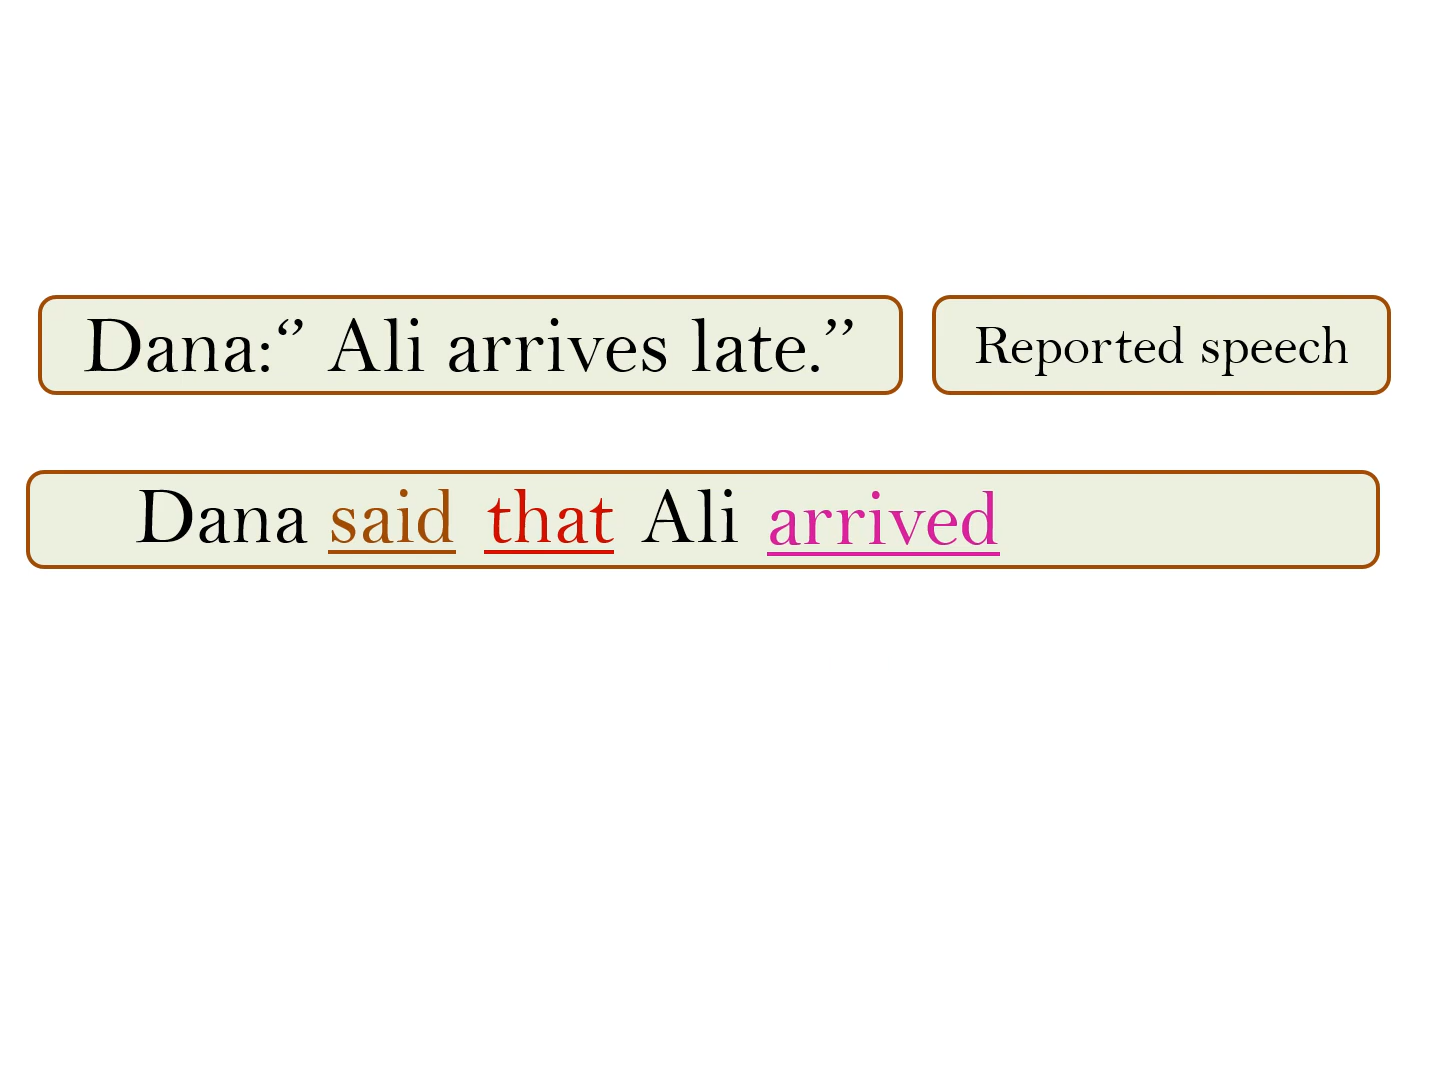 Dana:‘’ Ali arrives late.’’
Reported speech
Dana said that Ali arrived